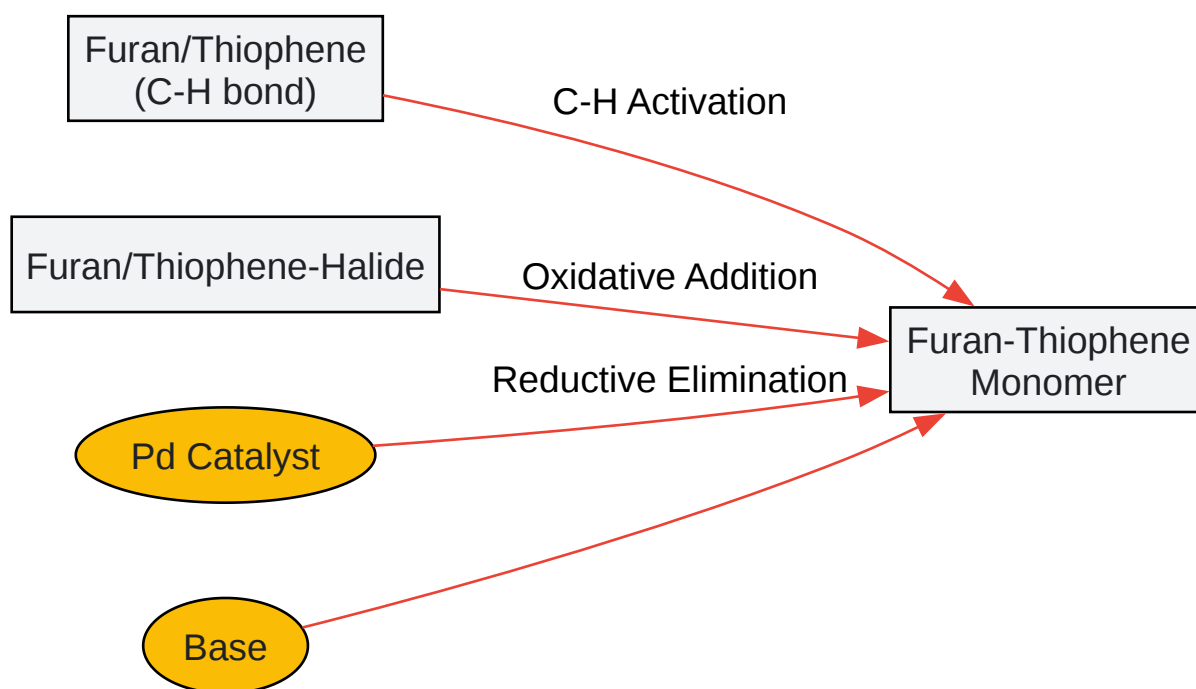 Furan/Thiophene
(C-H bond)
C-H Activation
Furan/Thiophene-Halide
Oxidative Addition
Furan-Thiophene
Monomer
Reductive Elimination
Pd Catalyst
Base